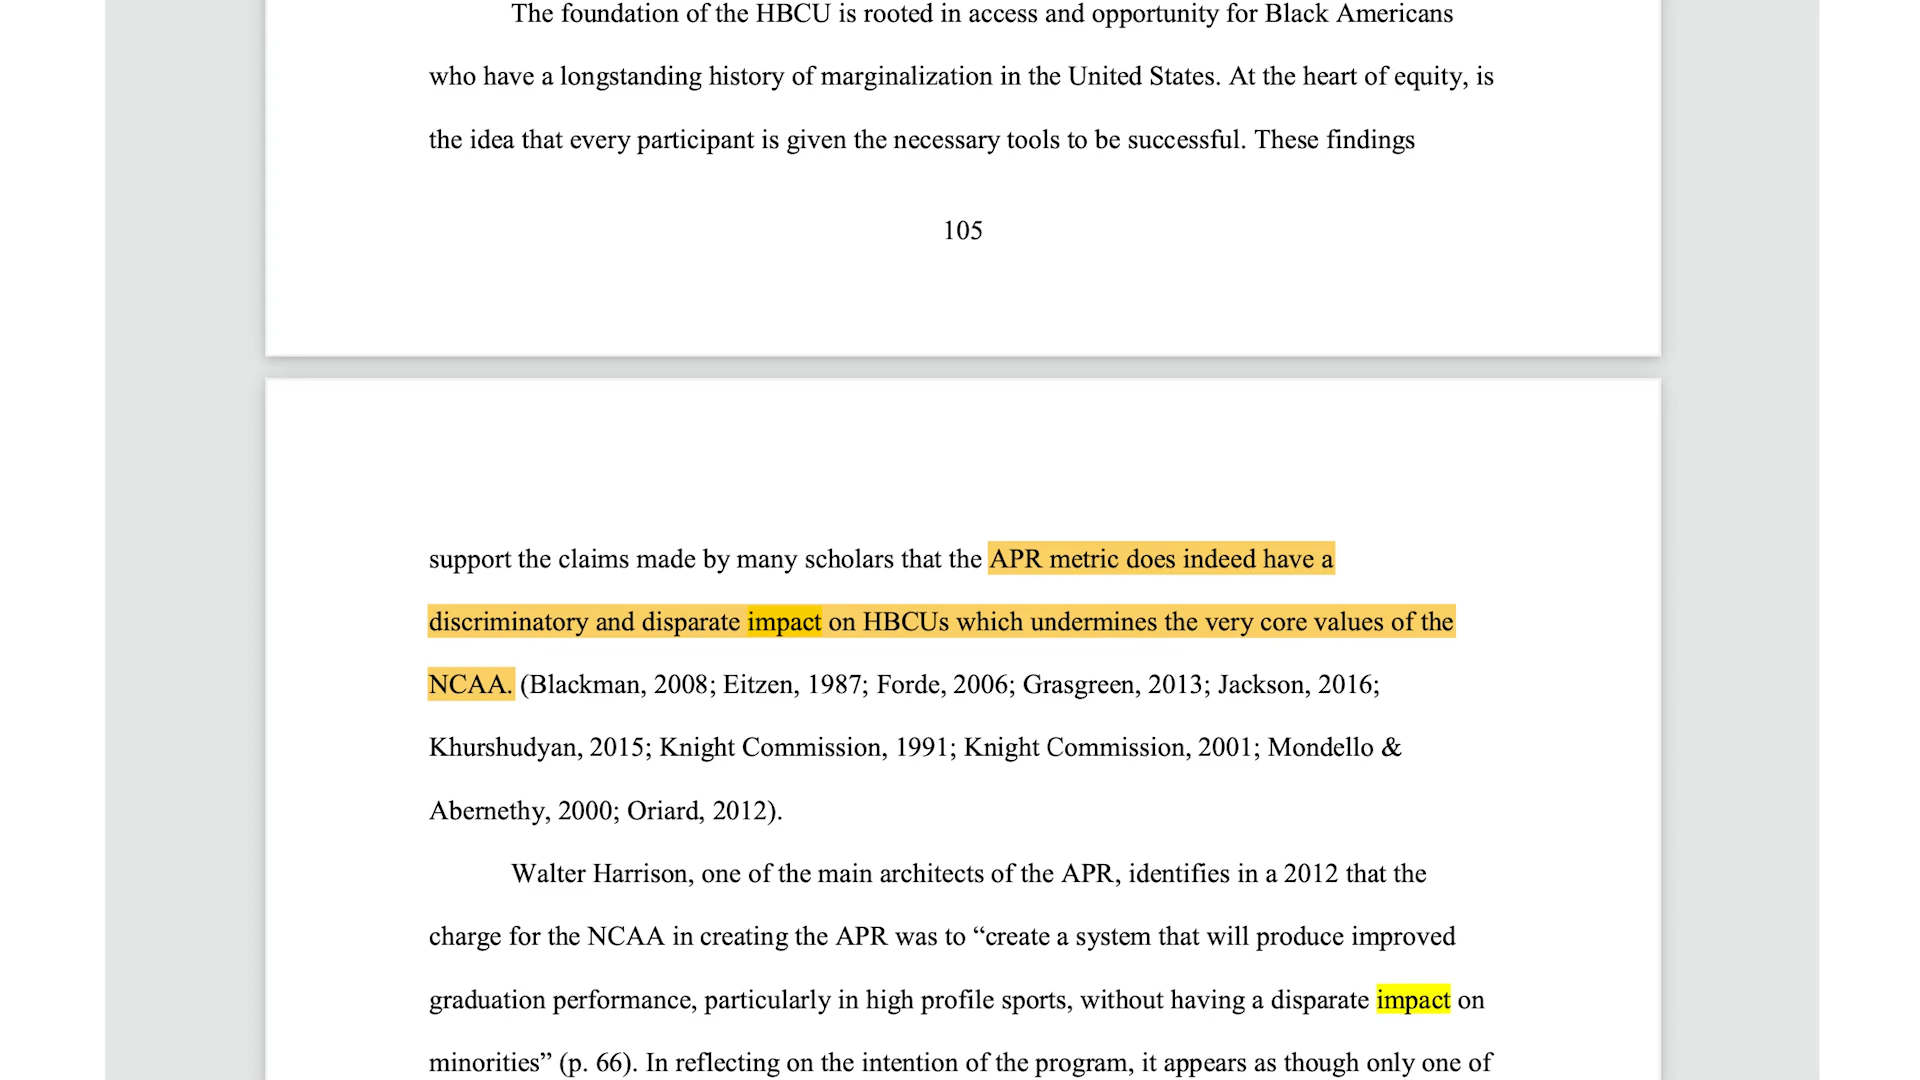 The foundation of the HBCU is rooted in access and opportunity for Black Americans
who have a longstanding history of marginalization in the United States. At the heart of equity, is
the idea that every participant is given the necessary tools to be successful. These findings
105
support the claims made by many scholars that the APR metric does indeed have a
discriminatory and disparate impact on HBCUs which undermines the very core values of the
NCAA. (Blackman, 2008; Eitzen, 1987; Forde, 2006; Grasgreen, 2013; Jackson, 2016;
Khurshudyan, 2015; Knight Commission, 1991; Knight Commission, 2001; Mondello &
Abernethy, 2000; Oriard, 2012).
Walter Harrison, one of the main architects of the APR, identifies in a 2012 that the
charge for the NCAA in creating the APR was to “create a system that will produce improved
graduation performance, particularly in high profile sports, without having a disparate impact on
minorities” (p. 66). In reflecting on the intention of the program, it appears as though only one of